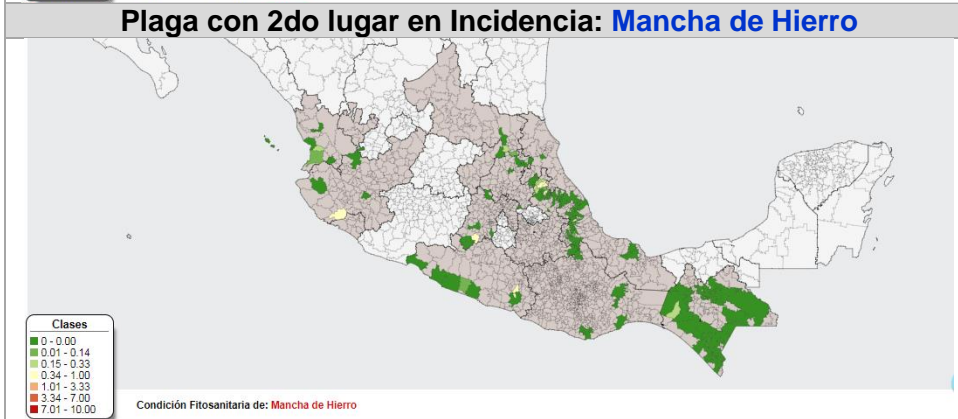 Plaga con 2do lugar en Incidencia: Mancha de Hierro
Clases
0 - 0.00
0.01 - 0.14
0.15 - 0.33
0.34 - 1.00
1.01 - 3.33
3.34 - 7.00
7.01 - 10.00
Condición Fitosanitaria de: Mancha de Hierro